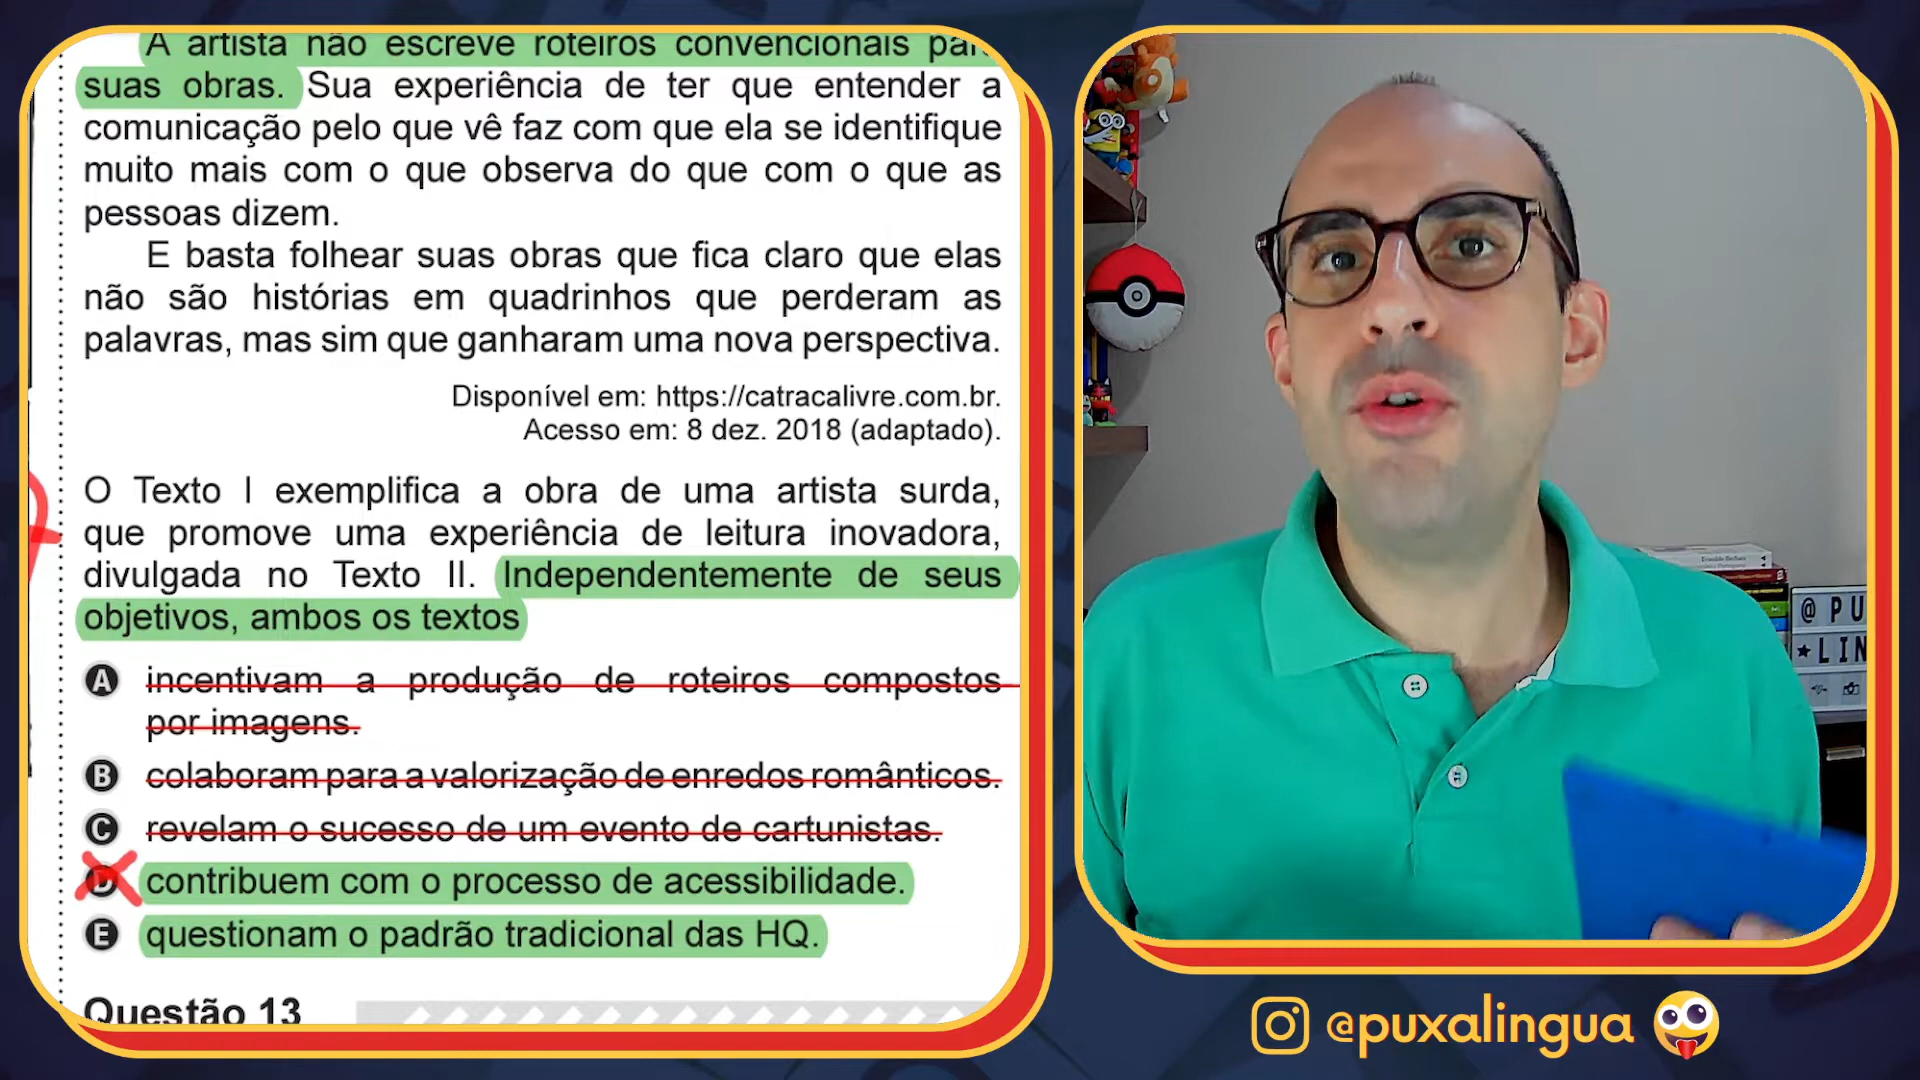 A artista não escreve roteiros convencionais para
suas obras. Sua experiência de ter que entender a
comunicação pelo que vê faz com que ela se identifique
muito mais com o que observa do que com o que as
pessoas dizem.
E basta folhear suas obras que fica claro que elas
não são histórias em quadrinhos que perderam as
palavras, mas sim que ganharam uma nova perspectiva.
Disponível em: https://catracalivre.com.br.
Acesso em: 8 dez. 2018 (adaptado).
O Texto I exemplifica a obra de uma artista surda,
que promove uma experiência de leitura inovadora,
divulgada no Texto II. Independentemente de seus
objetivos, ambos os textos
A incentivam a produção de roteiros compostos
por imagens.
B colaboram para a valorização de enredos românticos.
C revelam o sucesso de um evento de cartunistas.
D contribuem com o processo de acessibilidade.
E questionam o padrão tradicional das HQ.
Questão 13
@ PU
★LIN
@puxalingua